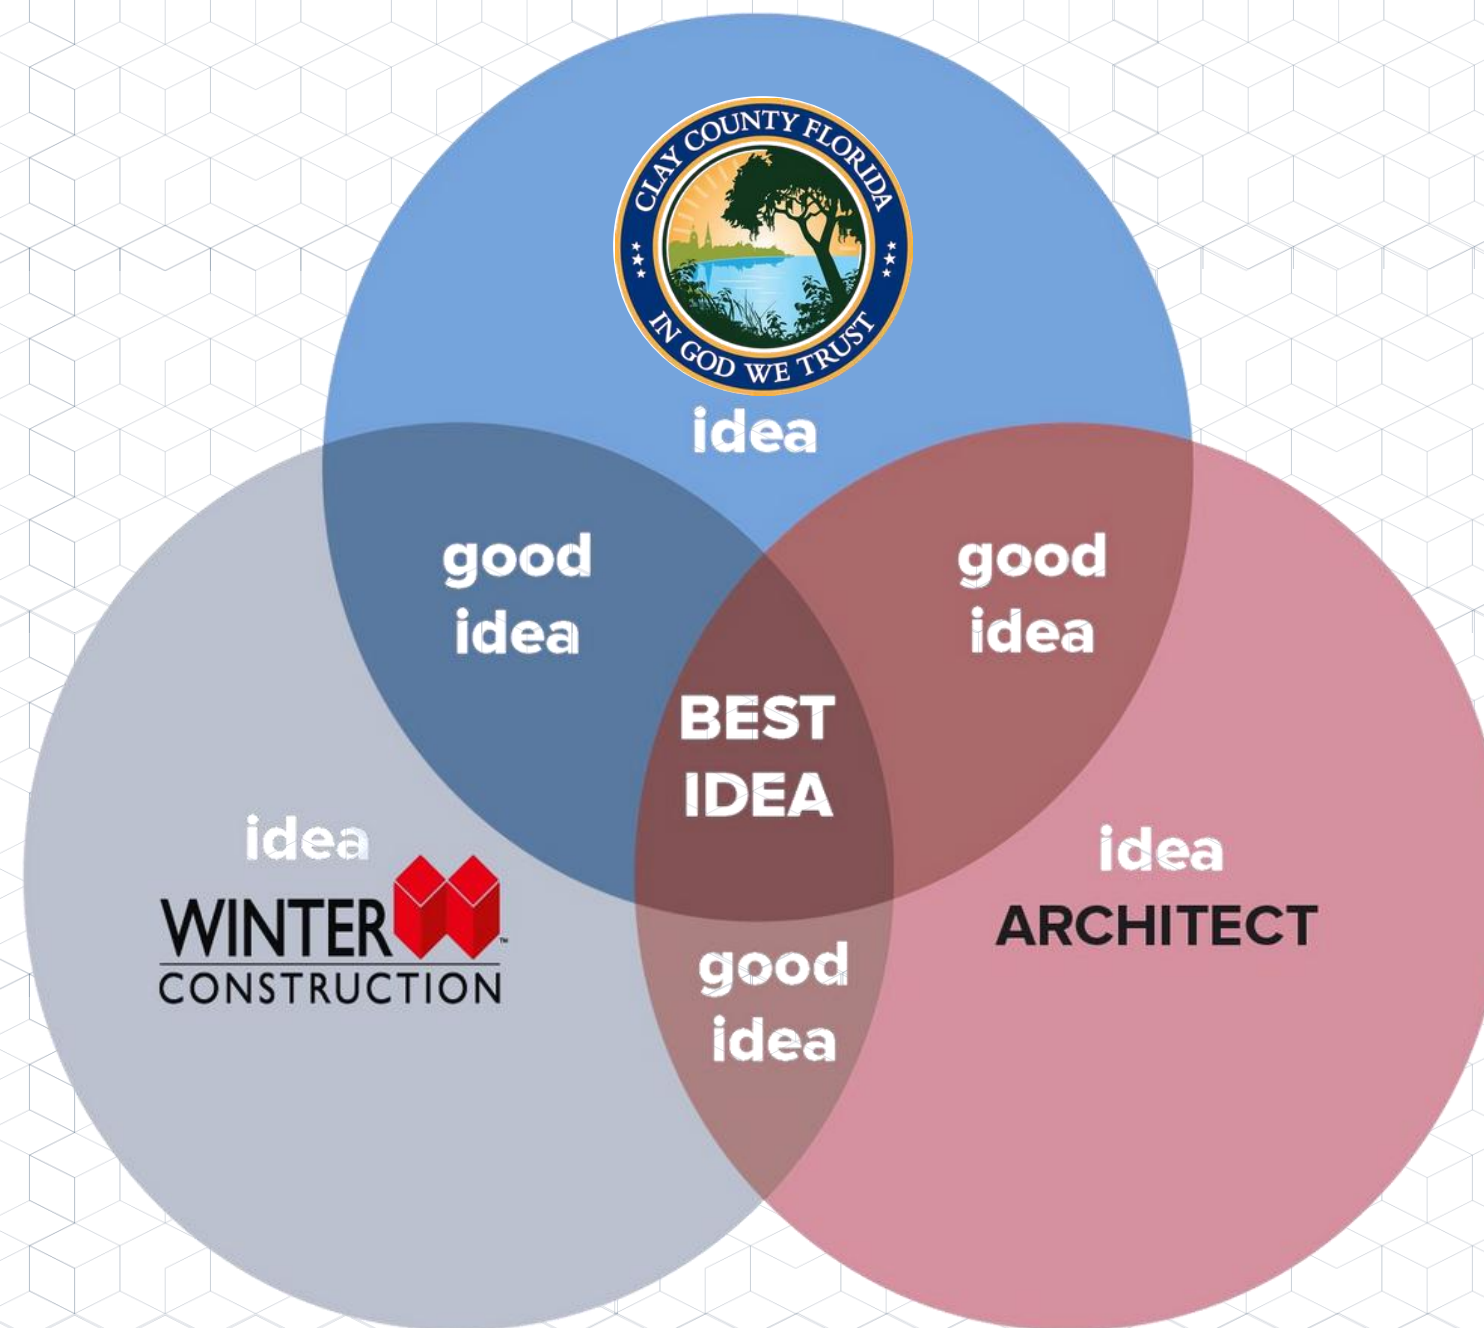 CLAY COUNTY FLORIDA
IN GOD WE TRUST
idea
good
idea
good
idea
BEST
IDEA
idea
WINTER
CONSTRUCTION
idea
ARCHITECT
good
idea